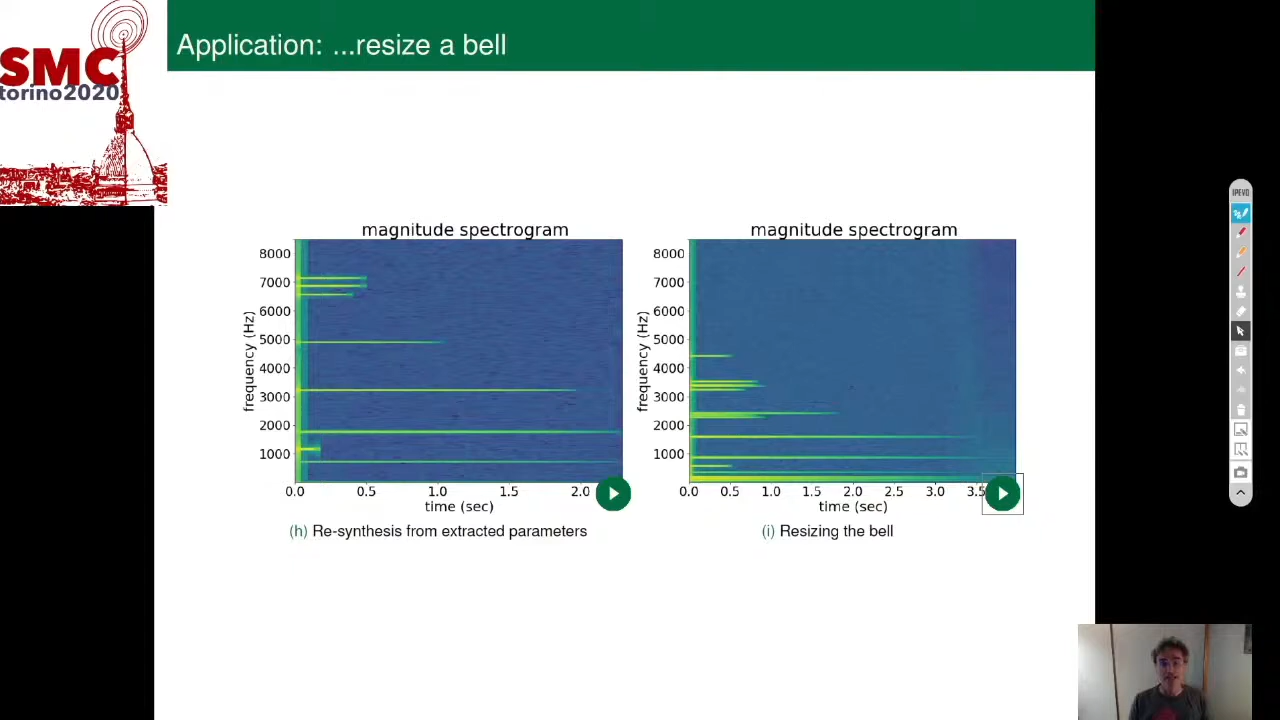 SMC
torino2020
Application: ...resize a bell
magnitude spectrogram
8000
7000
6000
5000
4000
3000
2000
1000
frequency (Hz)
0.0 0.5 1.0 1.5 2.0
time (sec)
(h) Re-synthesis from extracted parameters
magnitude spectrogram
8000
7000
6000
5000
4000
3000
2000
1000
frequency (Hz)
0.0 0.5 1.0 1.5 2.0 2.5 3.0 3.5
time (sec)
(i) Resizing the bell
IPEVO